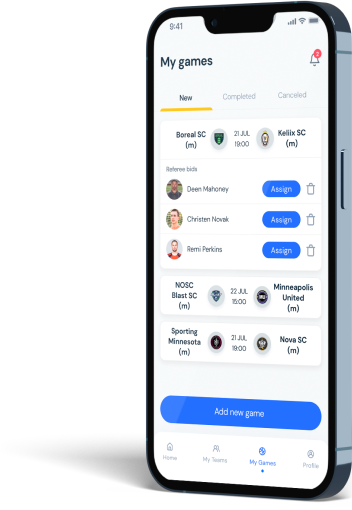 9:41
My games
2
New Completed Canceled
Boreal SC 21 JUL Keliix SC
(m) 19:00 (m)
Referee bids
Deen Mahoney Assign
Christen Novak Assign
Remi Perkins Assign
NOSC 22 JUL Minneapolis
Blast SC 15:00 United
(m) (m)
Sporting 21 JUL Nova SC
Minnesota 19:00 (m)
(m)
Add new game
Home My Teams My Games Profile